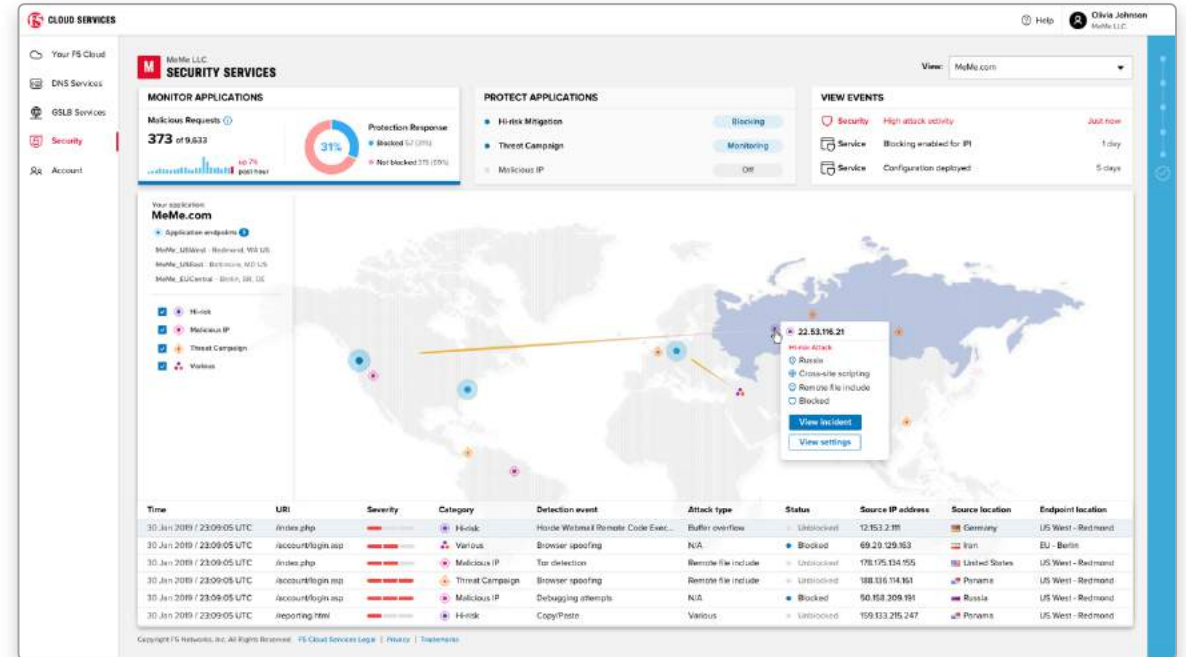 CLOUD SERVICES
Help
Olivia Johnson
MeMe LLC
Your F5 Cloud
DNS Services
GSLB Services
Security
Account
M
MeMe LLC
SECURITY SERVICES
View: MeMe.com
MONITOR APPLICATIONS
Malicious Requests
373 of 9,633
up 7%
past hour
31%
Protection Response
Blocked 57 (31%)
Not blocked (69%)
PROTECT APPLICATIONS
Hi-risk Mitigation Blocking
Threat Campaign Monitoring
Malicious IP Off
VIEW EVENTS
Security High attack activity Just now
Service Blocking enabled for IPI 1 day
Service Configuration deployed 5 days
Your application:
MeMe.com
Application endpoints 3
MeMe_USWest - Redmond, WA US
MeMe_USEast - Baltimore, MD US
MeMe_EUCentral - Berlin, DE
Hi-risk
Malicious IP
Threat Campaign
Various
22.53.116.21
Hi-risk Attack
Russia
Cross-site scripting
Remote file include
Blocked
View incident
View settings
Time URI Severity Category Detection event Attack type Status Source IP address Source location Endpoint location
30 Jan 2019 / 23:09:05 UTC /index.php Hi-risk Horde Webmail Remote Code Exec... Buffer overflow Unblocked 12.153.2.111 Germany US West - Redmond
30 Jan 2019 / 23:09:05 UTC /account/login.asp Various Browser spoofing N/A Blocked 69.20.129.163 Iran EU - Berlin
30 Jan 2019 / 23:09:05 UTC /index.php Malicious IP Tor detection Remote file include Unblocked 178.175.134.155 United States US West - Redmond
30 Jan 2019 / 23:09:05 UTC /account/login.asp Threat Campaign Browser spoofing Remote file include Unblocked 188.136.114.161 Panama US West - Redmond
30 Jan 2019 / 23:09:05 UTC /account/login.asp Malicious IP Debugging attempts N/A Blocked 50.158.209.191 Russia US West - Redmond
30 Jan 2019 / 23:09:05 UTC /reporting.html Hi-risk Copy/Paste Various Unblocked 159.133.215.247 Panama US West - Redmond
Copyright F5 Networks, Inc. All Rights Reserved. F5 Cloud Services Legal | Privacy | Trademarks